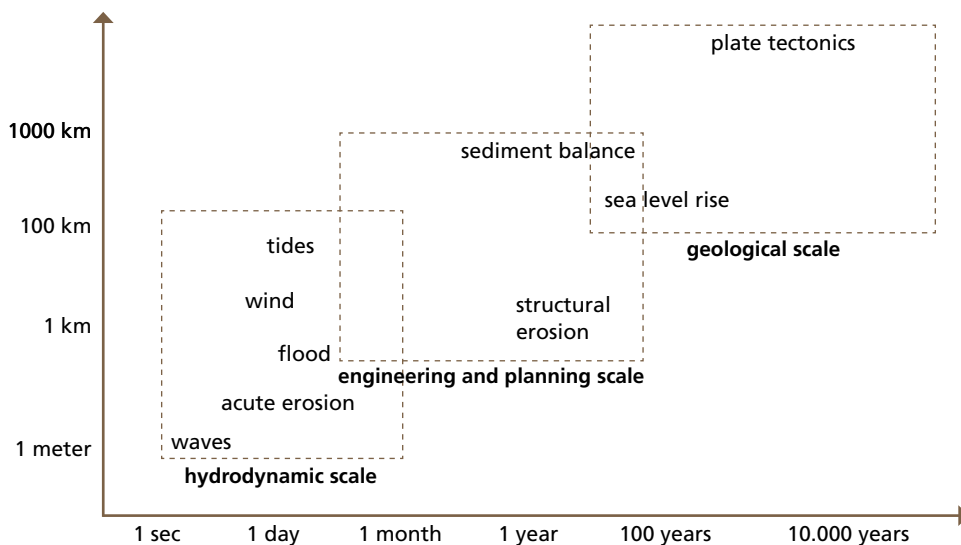 plate tectonics
1000 km
sediment balance
sea level rise
100 km
tides
geological scale
wind
structural
erosion
1 km
flood
engineering and planning scale
acute erosion
waves
1 meter
hydrodynamic scale
1 sec
1 day
1 month
1 year
100 years
10.000 years